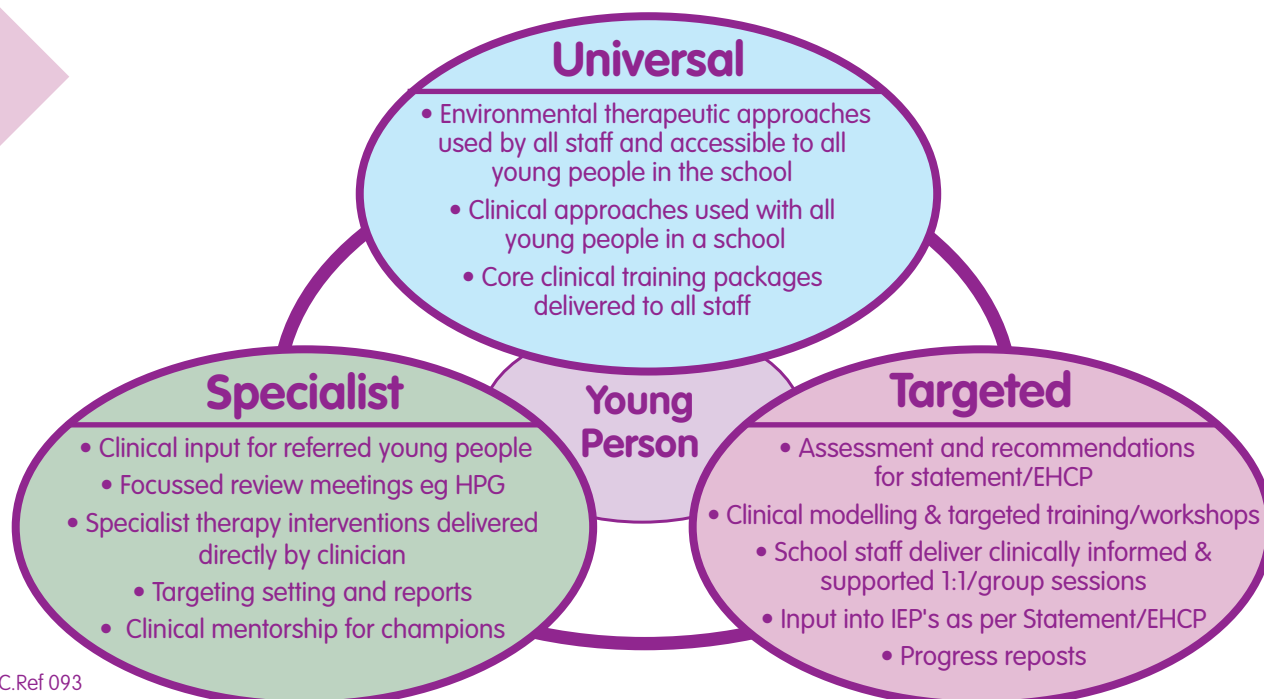 Universal
• Environmental therapeutic approaches
used by all staff and accessible to all
young people in the school
• Clinical approaches used with all
young people in a school
• Core clinical training packages
delivered to all staff
Young
Person
Specialist
• Clinical input for referred young people
• Focussed review meetings eg HPG
• Specialist therapy interventions delivered
directly by clinician
• Targeting setting and reports
• Clinical mentorship for champions
Targeted
• Assessment and recommendations
for statement/EHCP
• Clinical modelling & targeted training/workshops
• School staff deliver clinically informed &
supported 1:1/group sessions
• Input into IEP's as per Statement/EHCP
• Progress reposts
C.Ref 093